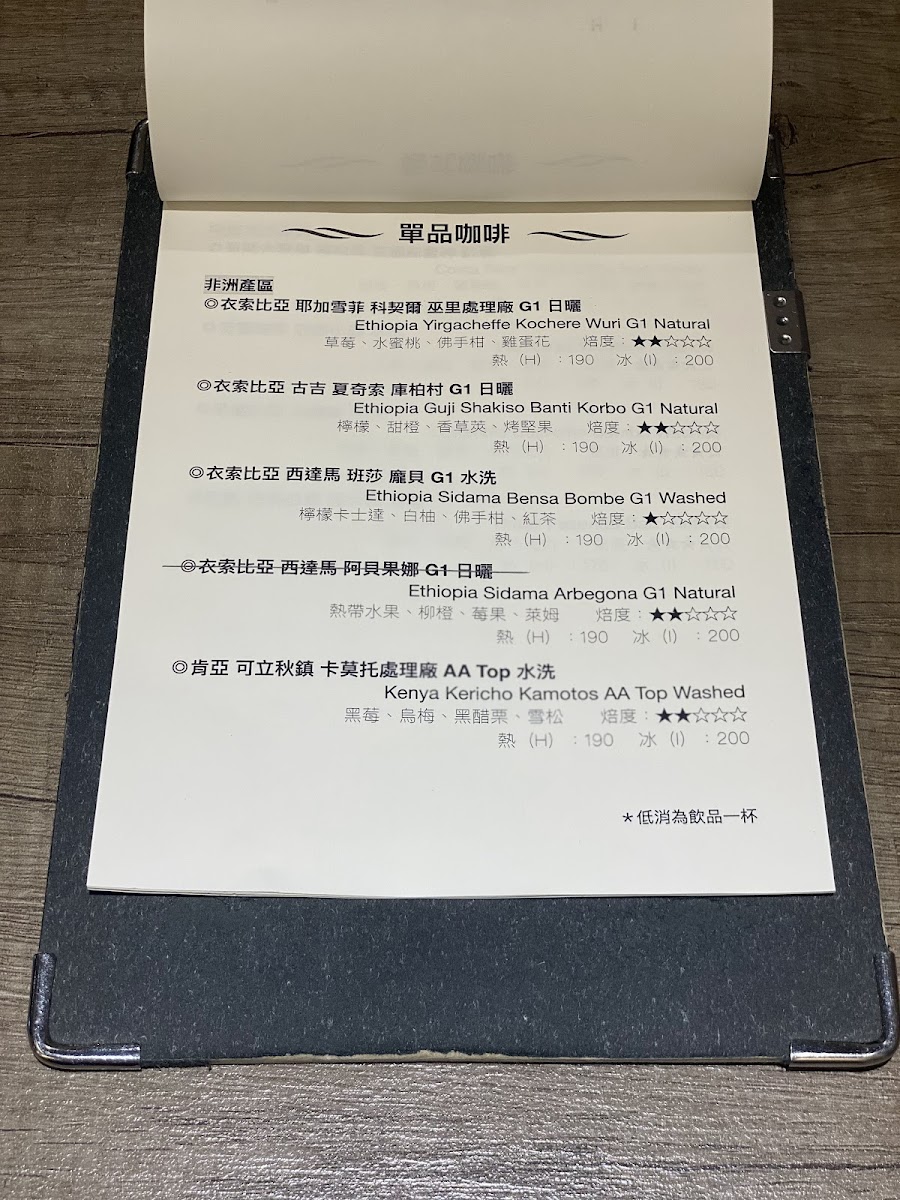 單品咖啡
非洲產區
◎衣索比亞 耶加雪菲 科契爾 巫里處理廠 G1 日曬
Ethiopia Yirgacheffe Kochere Wuri G1 Natural
草莓、水蜜桃、佛手柑、雞蛋花 焙度：★★☆☆☆
熱（H）：190 冰（I）：200
◎衣索比亞 古吉 夏奇索 庫柏村 G1 日曬
Ethiopia Guji Shakiso Banti Korbo G1 Natural
檸檬、甜橙、香草莢、烤堅果 焙度：★★☆☆☆
熱（H）：190 冰（I）：200
◎衣索比亞 西達馬 班莎 龐貝 G1 水洗
Ethiopia Sidama Bensa Bombe G1 Washed
檸檬卡士達、白柚、佛手柑、紅茶 焙度：★☆☆☆☆
熱（H）：190 冰（I）：200
◎衣索比亞 西達馬 阿貝果娜 G1 日曬
Ethiopia Sidama Arbegona G1 Natural
熱帶水果、柳橙、莓果、萊姆 焙度：★★☆☆☆
熱（H）：190 冰（I）：200
◎肯亞 可立秋鎮 卡莫托處理廠 AA Top 水洗
Kenya Kericho Kamotos AA Top Washed
黑莓、烏梅、黑醋栗、雪松 焙度：★★☆☆☆
熱（H）：190 冰（I）：200
＊低消為飲品一杯